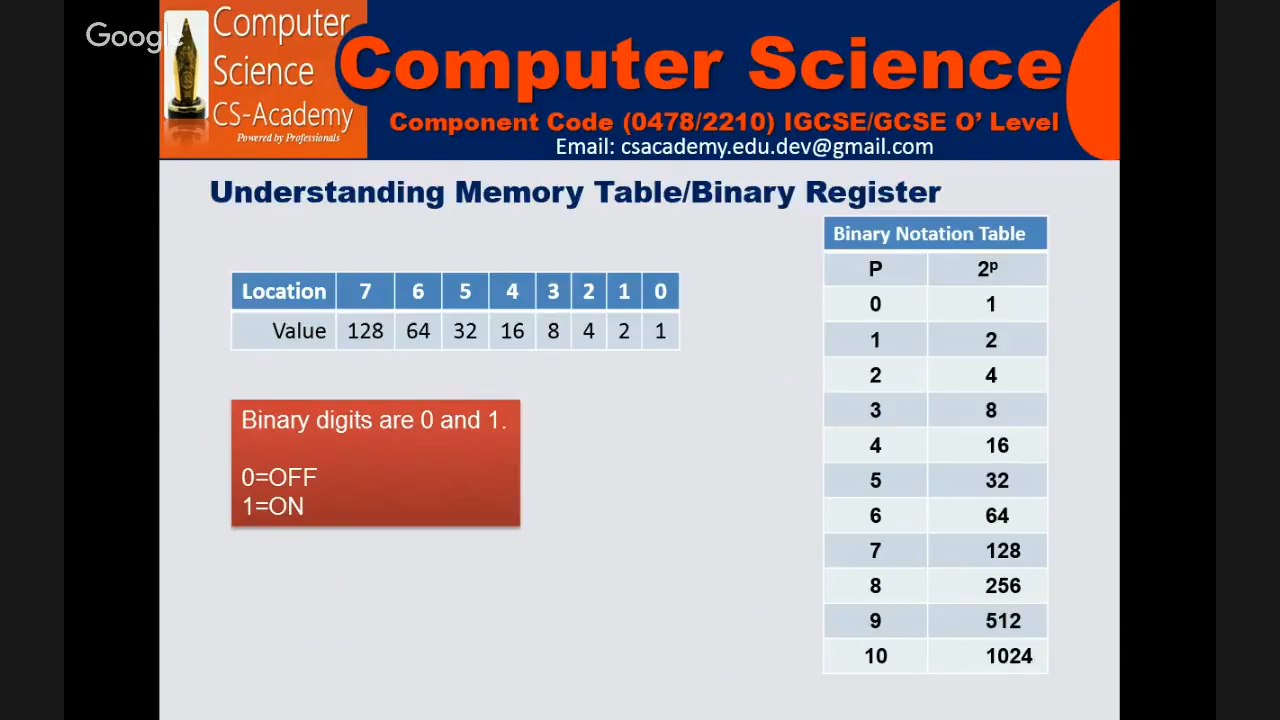 Google
Computer
Science
CS-Academy
Powered by Professionals
Computer Science
Component Code (0478/2210) IGCSE/GCSE O’ Level
Email: csacademy.edu.dev@gmail.com
Understanding Memory Table/Binary Register
Location 7 6 5 4 3 2 1 0
Value 128 64 32 16 8 4 2 1
Binary digits are 0 and 1.
0=OFF
1=ON
Binary Notation Table
P 2ᵖ
0 1
1 2
2 4
3 8
4 16
5 32
6 64
7 128
8 256
9 512
10 1024